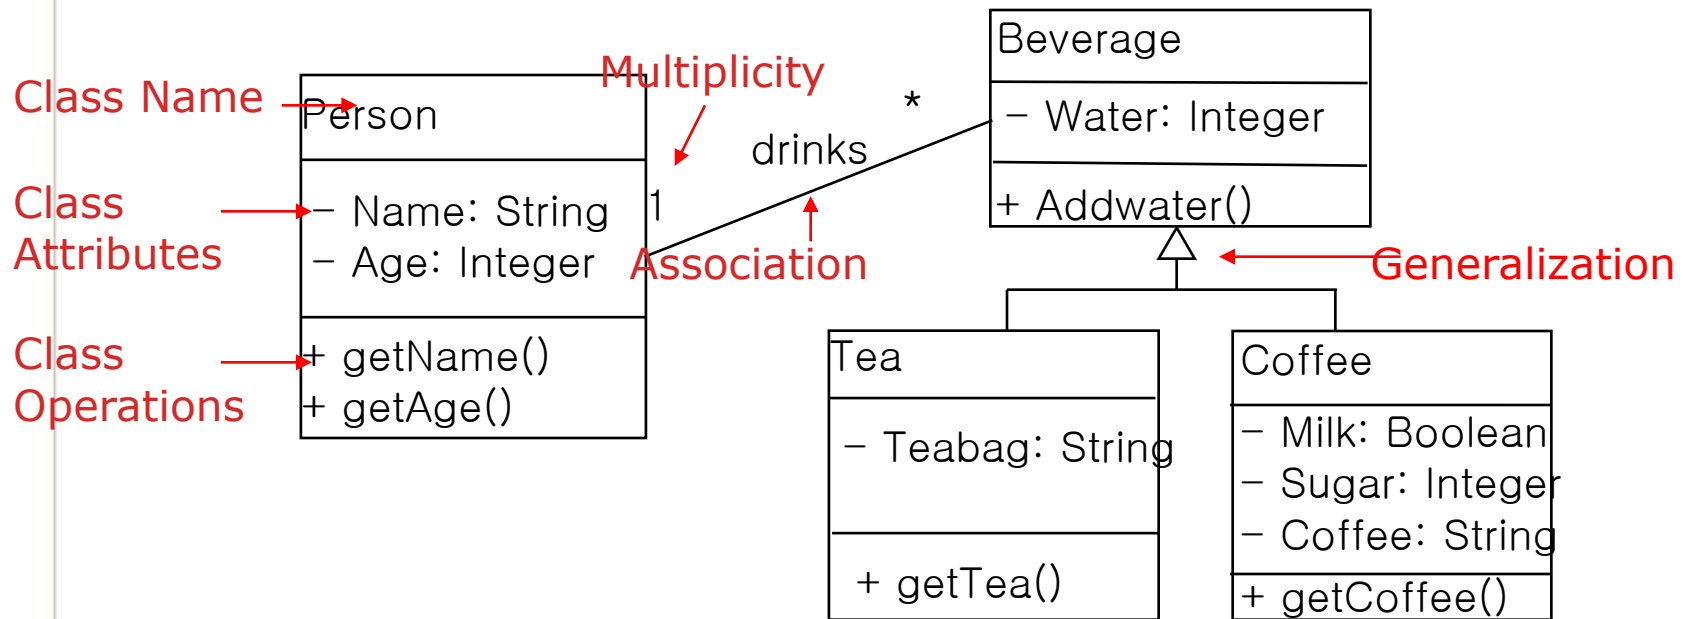 Class Name
Person
Class
Attributes
- Name: String
- Age: Integer
Class
Operations
+ getName()
+ getAge()
Multiplicity
1
drinks
*
Association
Beverage
- Water: Integer
+ Addwater()
Generalization
Tea
- Teabag: String
+ getTea()
Coffee
- Milk: Boolean
- Sugar: Integer
- Coffee: String
+ getCoffee()